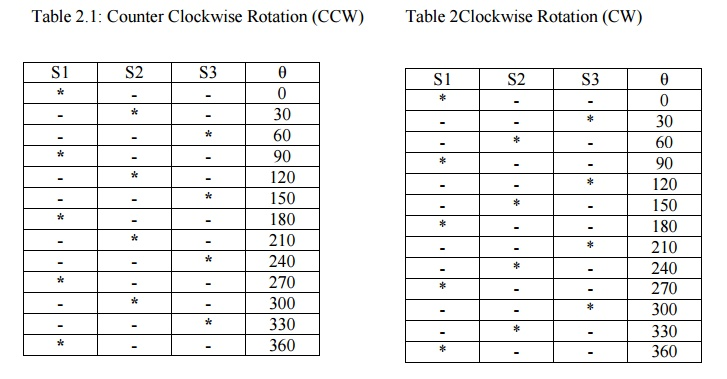 Table 2.1: Counter Clockwise Rotation (CCW)
S1 S2 S3 θ
* - - 0
- * - 30
- - * 60
* - - 90
- * - 120
- - * 150
* - - 180
- * - 210
- - * 240
* - - 270
- * - 300
- - * 330
* - - 360
Table 2Clockwise Rotation (CW)
S1 S2 S3 θ
* - - 0
- - * 30
- * - 60
* - - 90
- - * 120
- * - 150
* - - 180
- - * 210
- * - 240
* - - 270
- - * 300
- * - 330
* - - 360